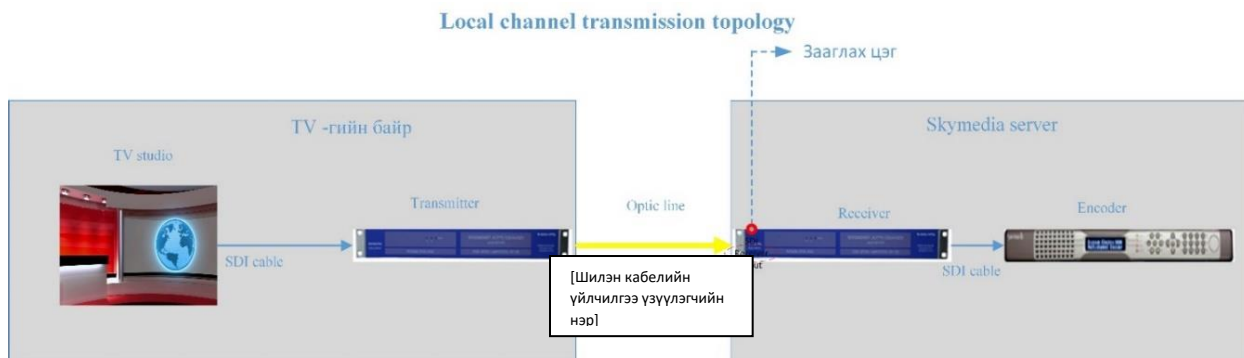 Local channel transmission topology
Заaглах цэг
TV -гийн байр
Skymedia server
TV studio
Transmitter
Optic line
Receiver
Encoder
SDI cable
SDI cable
[Шилэн кабелийн
үйлчилгээ үзүүлэгчийн
нэр]